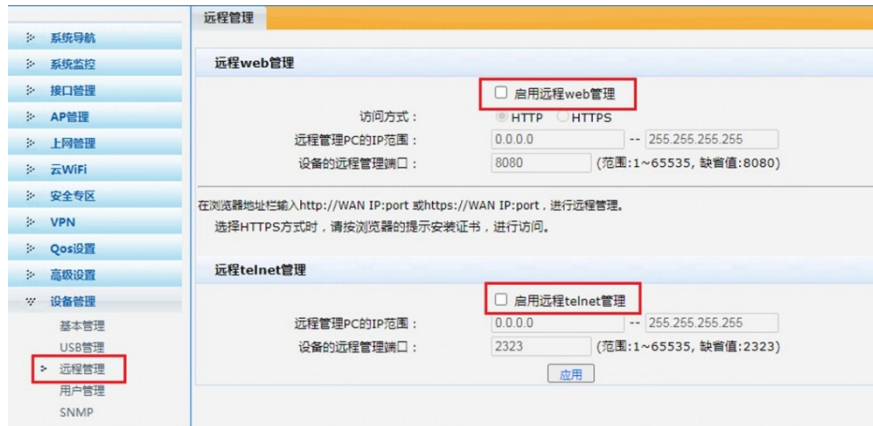 远程管理
系统导航
系统监控
接口管理
AP管理
上网管理
云WiFi
安全专区
VPN
Qos设置
高级设置
设备管理
基本管理
USB管理
远程管理
用户管理
SNMP
远程web管理
启用远程web管理
访问方式： HTTP HTTPS
远程管理PC的IP范围： 0.0.0.0 -- 255.255.255.255
设备的远程管理端口： 8080 (范围:1~65535, 缺省值:8080)
在浏览器地址栏输入http://WAN IP:port 或https://WAN IP:port，进行远程管理。
选择HTTPS方式时，请按浏览器的提示安装证书，进行访问。
远程telnet管理
启用远程telnet管理
远程管理PC的IP范围： 0.0.0.0 -- 255.255.255.255
设备的远程管理端口： 2323 (范围:1~65535, 缺省值:2323)
应用